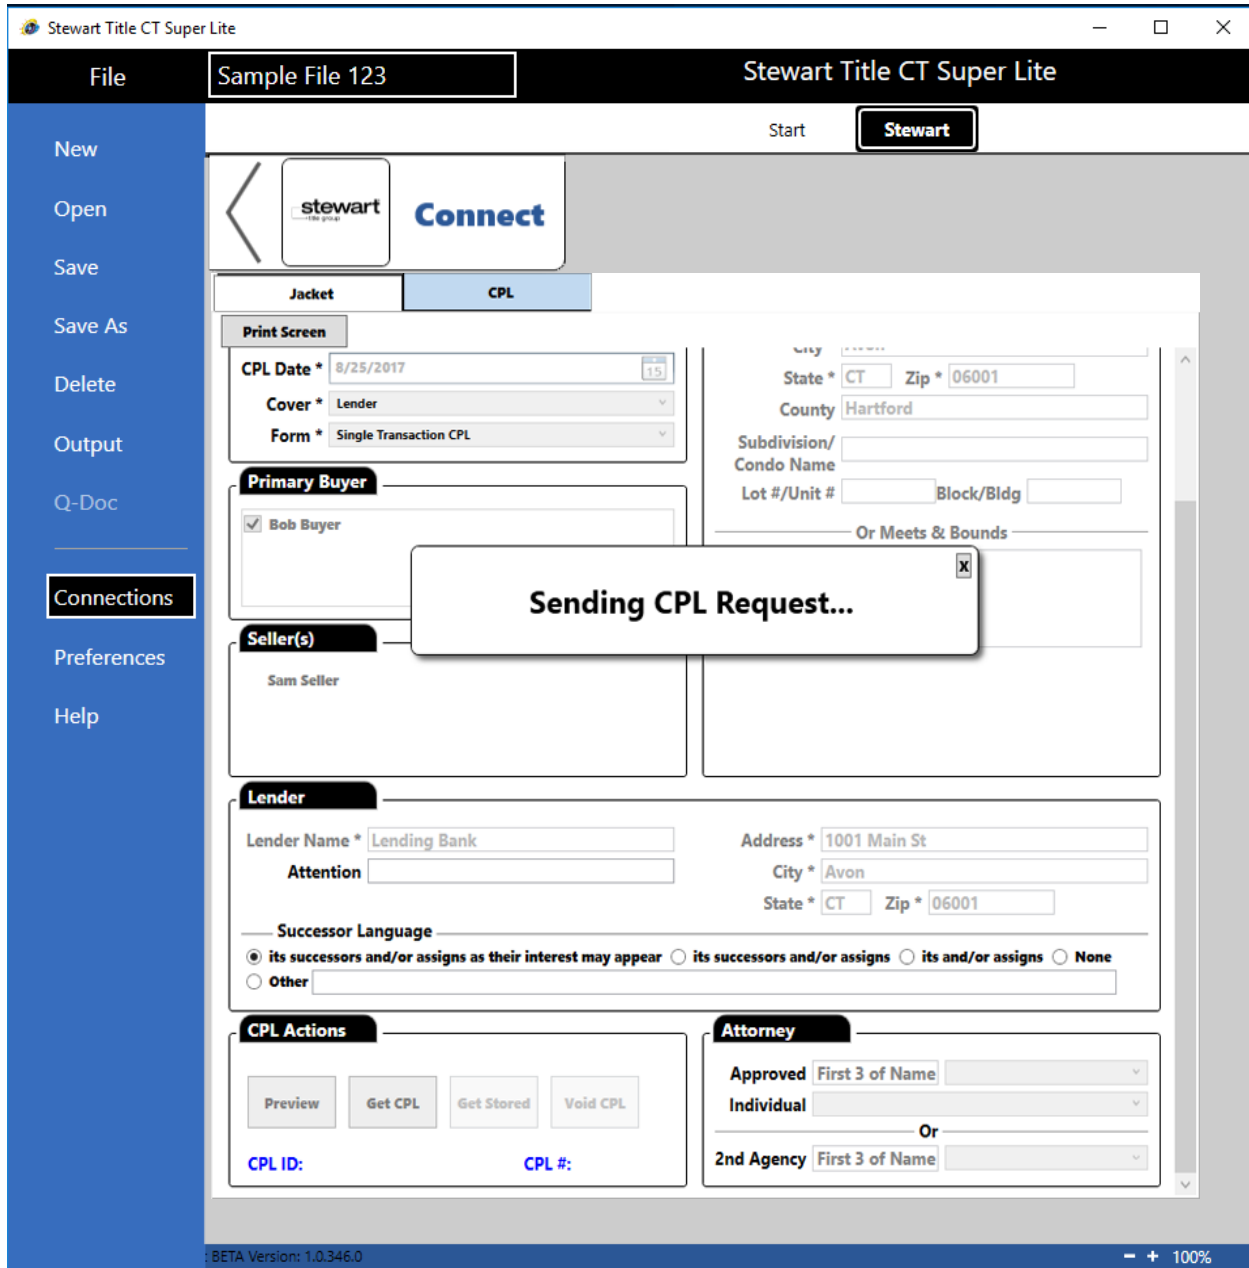 Stewart Title CT Super Lite
File
Sample File 123
Stewart Title CT Super Lite
Start
Stewart
New
Open
Save
Save As
Delete
Output
Q-Doc
Connections
Preferences
Help
stewart
title group
Connect
Jacket
CPL
Print Screen
CPL Date * 8/25/2017
15
Cover * Lender
Form * Single Transaction CPL
City Avon
State * CT Zip * 06001
County Hartford
Subdivision/
Condo Name
Lot #/Unit # Block/Bldg
Or Meets & Bounds
Primary Buyer
Bob Buyer
X
Sending CPL Request...
Seller(s)
Sam Seller
Lender
Lender Name * Lending Bank
Attention
Address * 1001 Main St
City * Avon
State * CT Zip * 06001
Successor Language
its successors and/or assigns as their interest may appear its successors and/or assigns its and/or assigns None
Other
CPL Actions
Preview Get CPL Get Stored Void CPL
CPL ID: CPL #:
Attorney
Approved First 3 of Name
Individual
Or
2nd Agency First 3 of Name
: BETA Version: 1.0.346.0
- + 100%